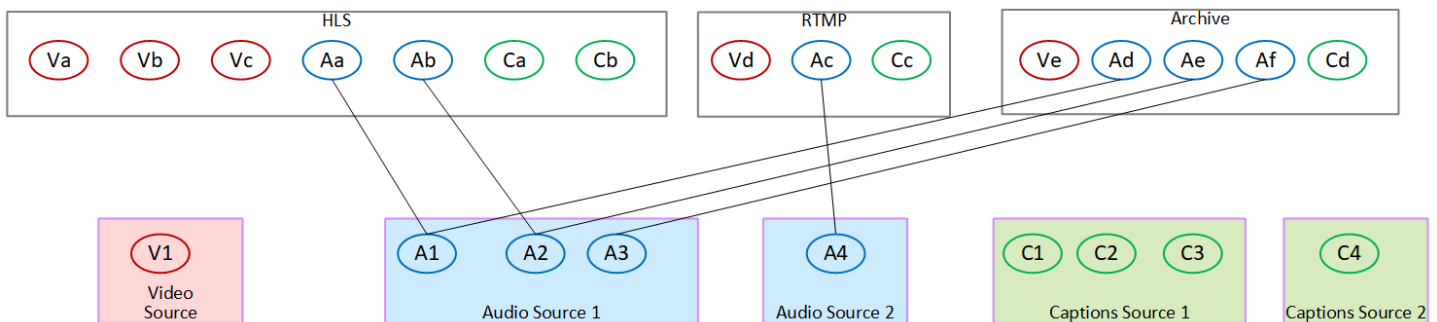 HLS
Va Vb Vc Aa Ab Ca Cb
RTMP
Vd Ac Cc
Archive
Ve Ad Ae Af Cd
V1
Video
Source
A1 A2 A3
Audio Source 1
A4
Audio Source 2
C1 C2 C3
Captions Source 1
C4
Captions Source 2